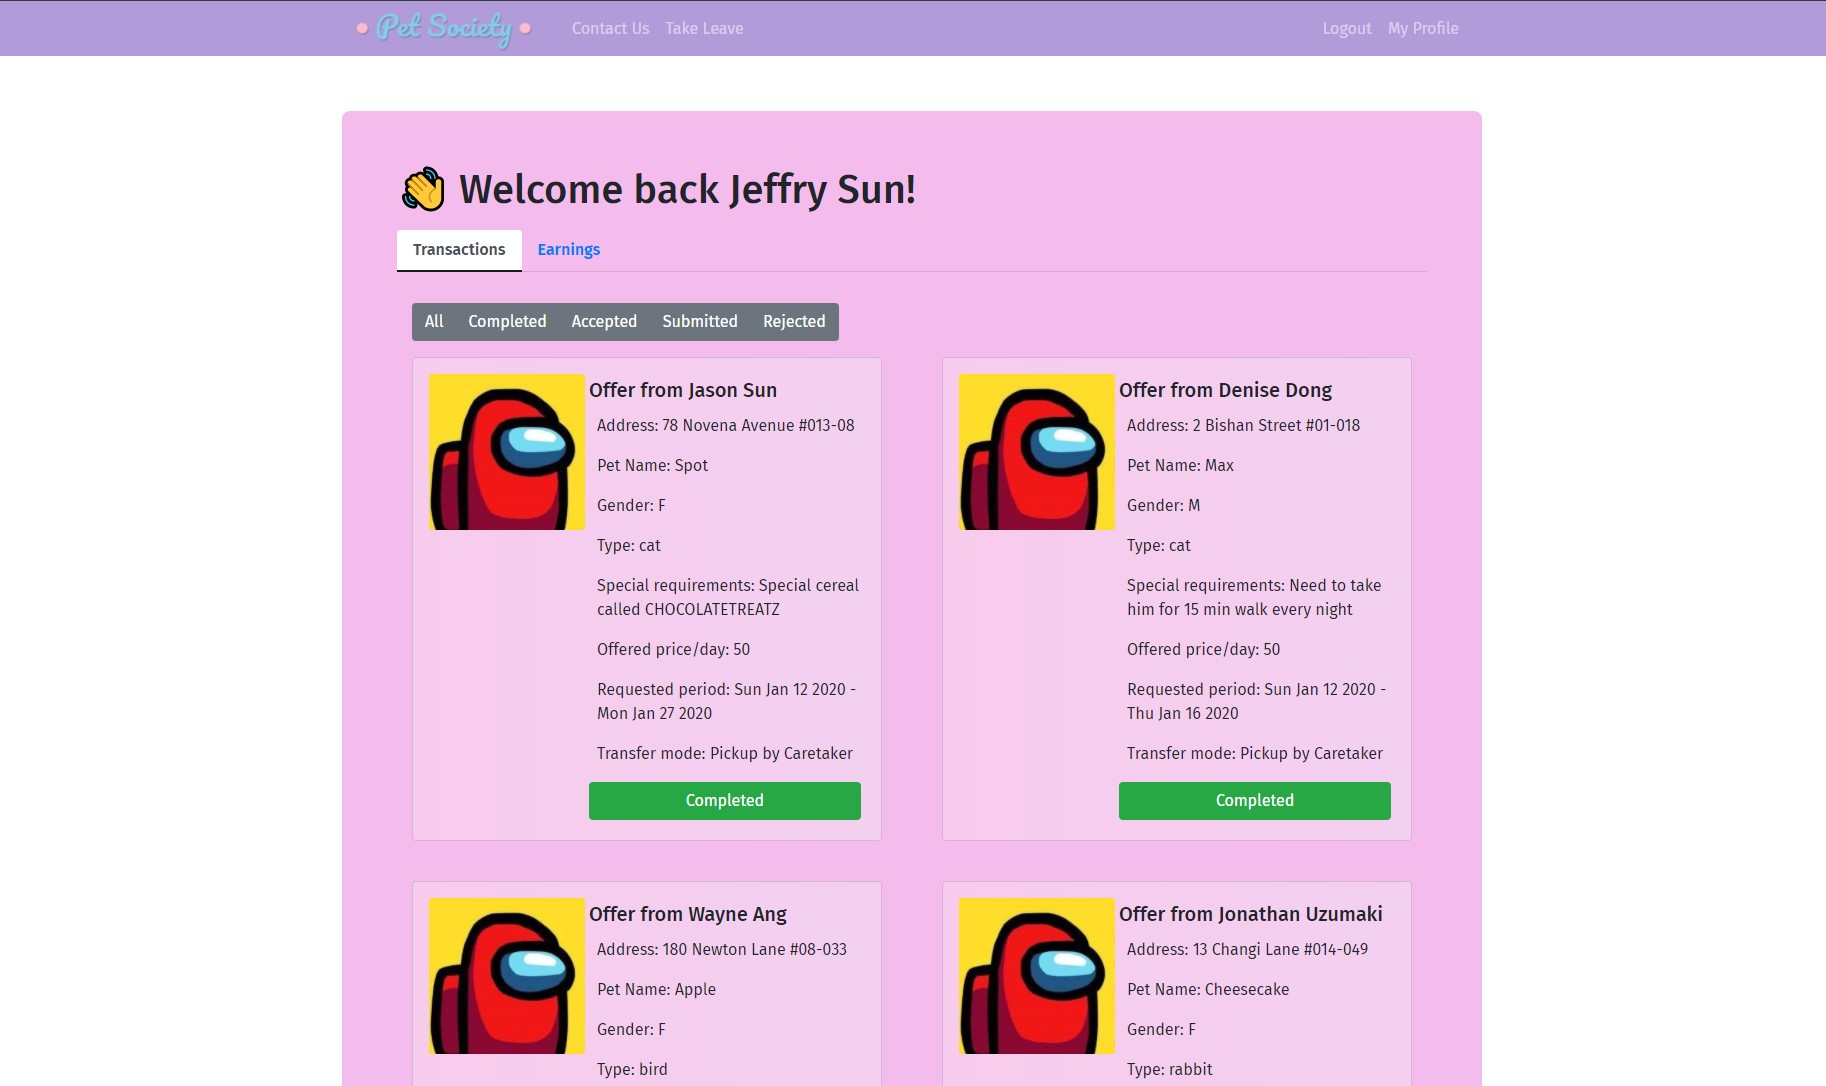 Pet Society
Contact Us
Take Leave
Logout
My Profile
Welcome back Jeffry Sun!
Transactions
Earnings
All
Completed
Accepted
Submitted
Rejected
Offer from Jason Sun
Address: 78 Novena Avenue #013-08
Pet Name: Spot
Gender: F
Type: cat
Special requirements: Special cereal
called CHOCOLATETREATZ
Offered price/day: 50
Requested period: Sun Jan 12 2020 -
Mon Jan 27 2020
Transfer mode: Pickup by Caretaker
Completed
Offer from Denise Dong
Address: 2 Bishan Street #01-018
Pet Name: Max
Gender: M
Type: cat
Special requirements: Need to take
him for 15 min walk every night
Offered price/day: 50
Requested period: Sun Jan 12 2020 -
Thu Jan 16 2020
Transfer mode: Pickup by Caretaker
Completed
Offer from Wayne Ang
Address: 180 Newton Lane #08-033
Pet Name: Apple
Gender: F
Type: bird
Offer from Jonathan Uzumaki
Address: 13 Changi Lane #014-049
Pet Name: Cheesecake
Gender: F
Type: rabbit